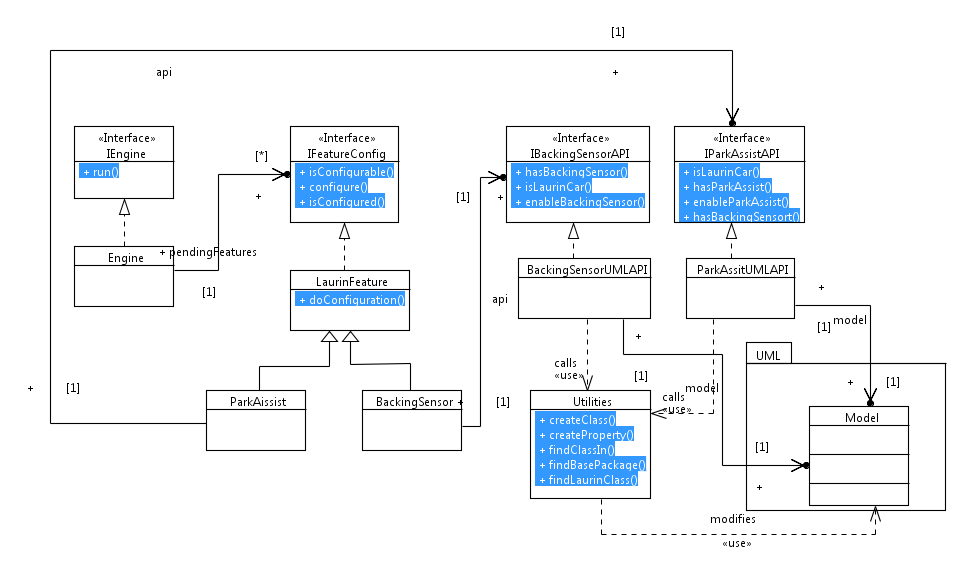 [1]
api
+
«Interface»
IEngine
+ run()
«Interface»
IFeatureConfig
+ isConfigurable()
+ configure()
+ isConfigured()
«Interface»
IBackingSensorAPI
+ hasBackingSensor()
+ isLaurinCar()
+ enableBackingSensor()
«Interface»
IParkAssistAPI
+ isLaurinCar()
+ hasParkAssist()
+ enableParkAssist()
+ hasBackingSensort()
[*]
+
[1]
+
Engine
+ pendingFeatures
[1]
LaurinFeature
+ doConfiguration()
BackingSensorUMLAPI
ParkAssitUMLAPI
api
+
model
[1]
+
UML
calls
«use»
[1]
model
calls
«use»
+
[1]
+
[1]
ParkAissist
BackingSensor
+
[1]
Utilities
+ createClass()
+ createProperty()
+ findClassIn()
+ findBasePackage()
+ findLaurinClass()
Model
[1]
+
modifies
«use»